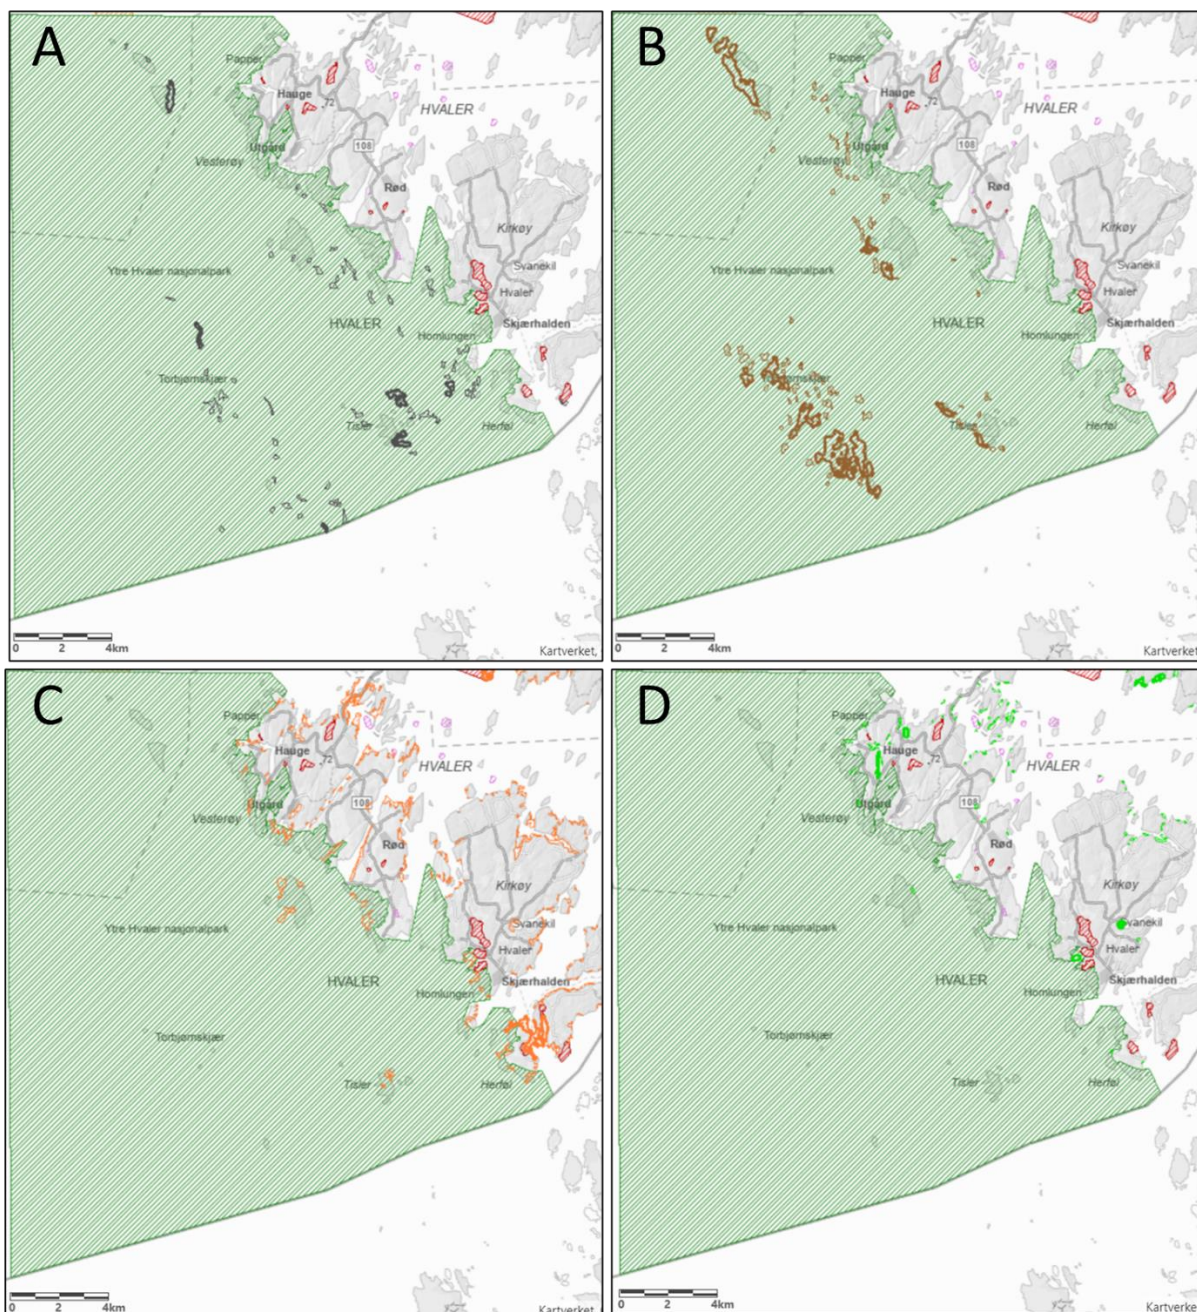 A
Papper
Hauge
72
HVALER
Utgård
108
Vesterøy
Rød
Kirkøy
Ytre Hvaler nasjonalpark
Svanekil
Hvaler
HVALER
Skjærhalden
Homlungen
Torbjørnskjær
Tisler
Herføl
0 2 4km
Kartverket,
B
Hauge
72
HVALER
Utgård
108
Vesterøy
Rød
Kirkøy
Ytre Hvaler nasjonalpark
Svanekil
Hvaler
HVALER
Skjærhalden
Homlungen
Tisler
Herføl
0 2 4km
Kartverket
C
Papper
Hauge
72
HVALER
Utgård
108
Vesterøy
Rød
Kirkøy
Svanekil
Ytre Hvaler nasjonalpark
Hvaler
HVALER
Skjærhalden
Homlungen
Torbjørnskjær
Tisler
Herføl
0 2 4km
Kartverket
D
Papper
Hauge
72
HVALER
Utgård
108
Vesterøy
Rød
Kirkøy
Ytre Hvaler nasjonalpark
Hvaler
HVALER
Skjærhalden
Homlungen
Torbjørnskjær
Tisler
Herføl
0 2 4km
Kartverket